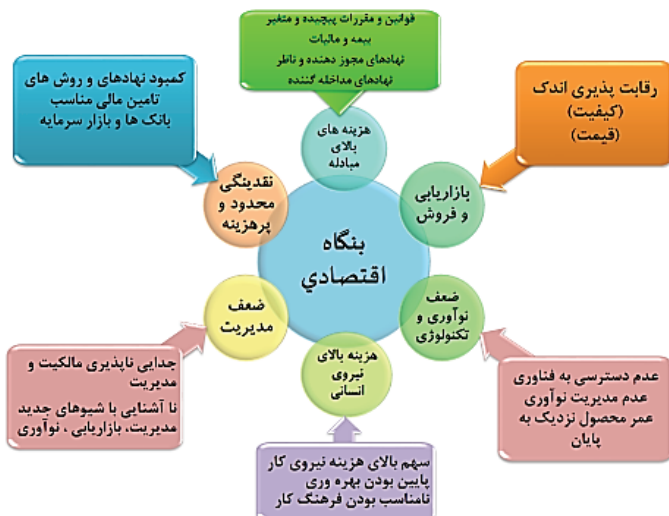 قوانین و مقررات پیچیده و متغیر
بیمه و مالیات
نهادهای مجوز دهنده و ناظر
نهادهای مداخله گننده
کمبود نهادهای و روش های
تامین مالی مناسب
بانک ها و بازار سرمایه
رقابت پذیری اندک
(کیفیت)
(قیمت)
هزینه های
بالای
مبادله
نقدینگی
محدود و
پرهزینه
بازاریابی
و فروش
بنگاه
اقتصادي
ضعف
مدیریت
ضعف
نوآوری و
تکنولوژی
هزینه بالای
نیروی
انسانی
جدایی ناپذیری مالکیت و
مدیریت
نا آشنایی با شیوهای جدید
مدیریت، بازاریابی ، نوآوری
عدم دسترسی به فناوری
عدم مدیریت نوآوری
عمر محصول نزدیک به
پایان
سهم بالای هزینه نیروی کار
پایین بودن بهره وری
نامناسب بودن فرهنگ کار